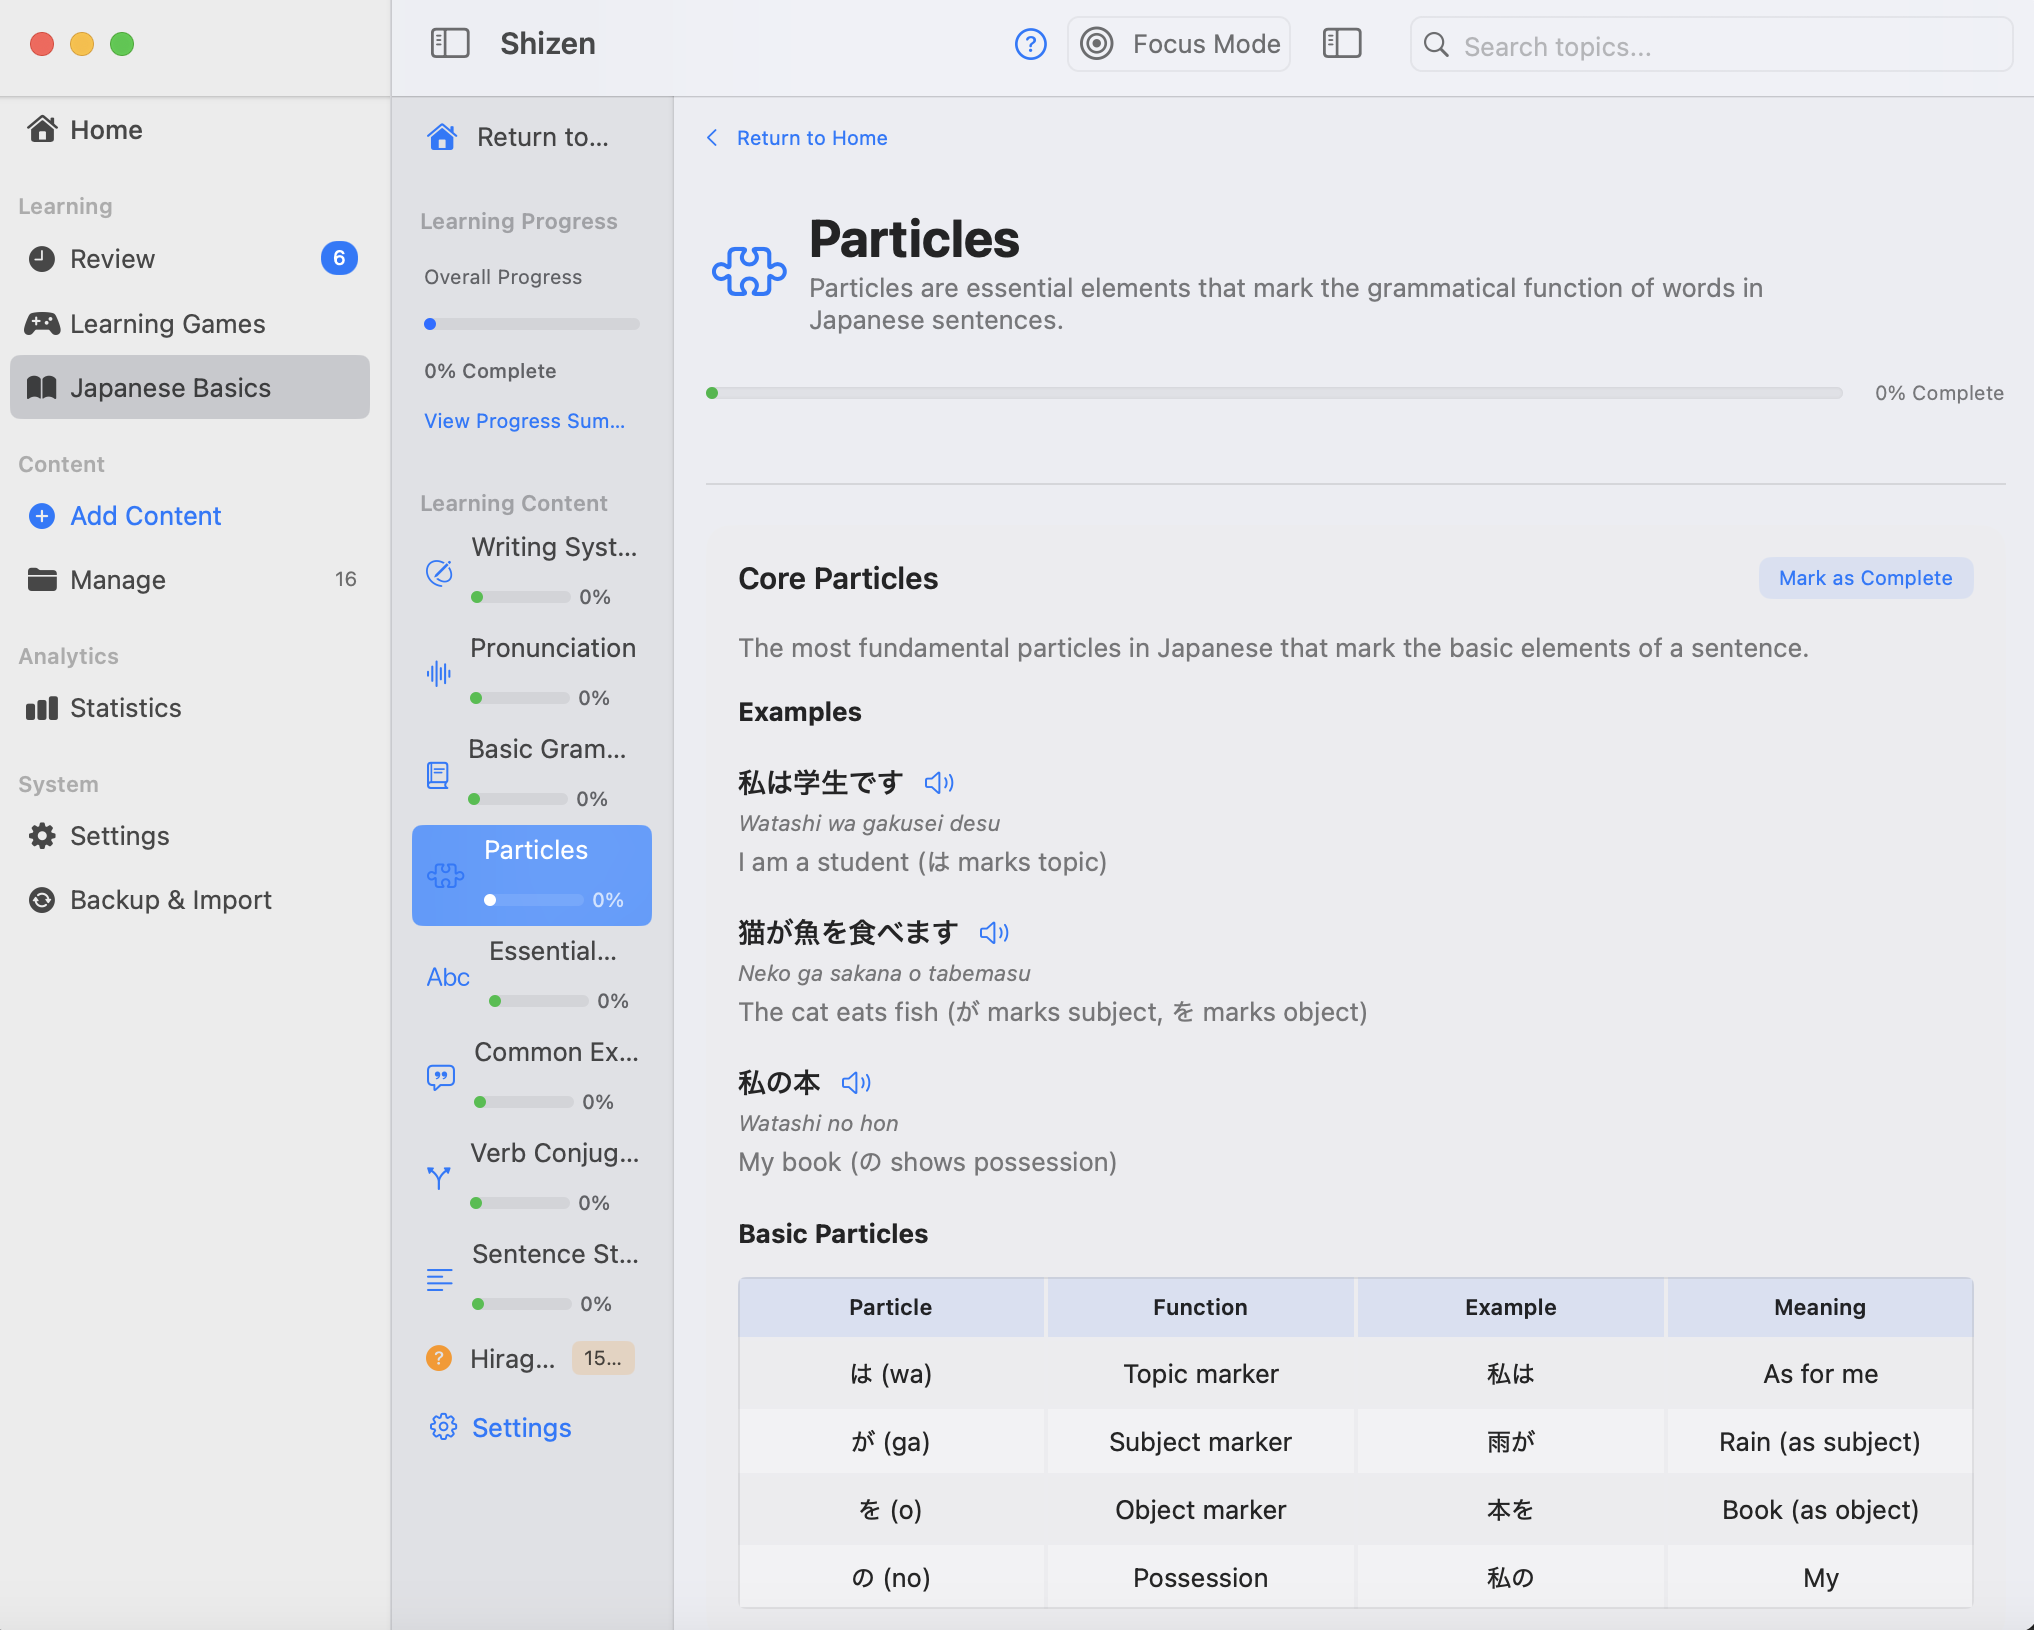 Shizen
Focus Mode
Search topics...
Home
Learning
Review
6
Learning Games
Japanese Basics
Content
Add Content
Manage
16
Analytics
Statistics
System
Settings
Backup & Import
Return to...
Learning Progress
Overall Progress
0% Complete
View Progress Sum...
Learning Content
Writing Syst...
0%
Pronunciation
0%
Basic Gram...
0%
Particles
0%
Abc
Essential...
0%
Common Ex...
0%
Verb Conjug...
0%
Sentence St...
0%
Hirag...
15...
Settings
Return to Home
Particles
Particles are essential elements that mark the grammatical function of words in
Japanese sentences.
0% Complete
Core Particles
Mark as Complete
The most fundamental particles in Japanese that mark the basic elements of a sentence.
Examples
私は学生です
Watashi wa gakusei desu
I am a student (は marks topic)
猫が魚を食べます
Neko ga sakana o tabemasu
The cat eats fish (が marks subject, を marks object)
私の本
Watashi no hon
My book (の shows possession)
Basic Particles
Particle Function Example Meaning
は (wa) Topic marker 私は As for me
が (ga) Subject marker 雨が Rain (as subject)
を (o) Object marker 本を Book (as object)
の (no) Possession 私の My